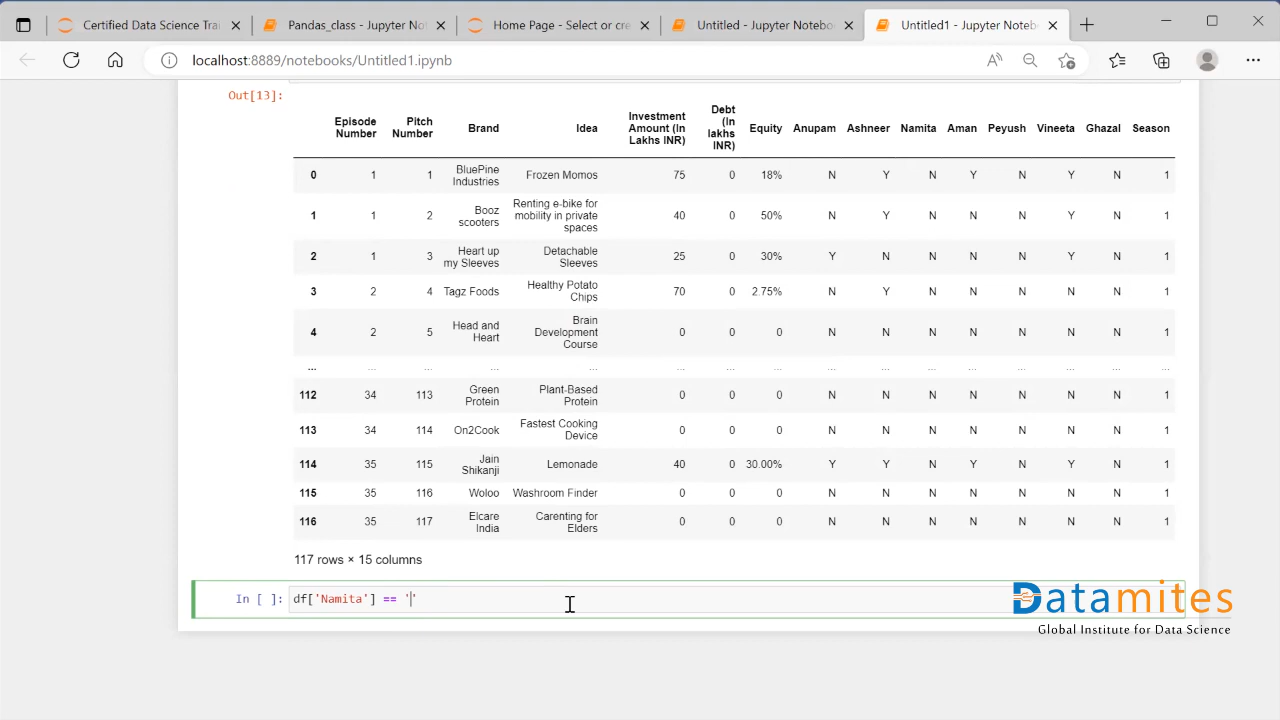 Certified Data Science Trai
Pandas_class - Jupyter Not
Home Page - Select or cre
Untitled - Jupyter Notebo
Untitled1 - Jupyter Noteb
localhost:8889/notebooks/Untitled1.ipynb
Out[13]:
Episode Number Pitch Number Brand Idea Investment Amount (In Lakhs INR) Debt (In lakhs INR) Equity Anupam Ashneer Namita Aman Peyush Vineeta Ghazal Season
0 1 1 BluePine Industries Frozen Momos 75 0 18% N Y N Y N Y N 1
1 1 2 Booz scooters Renting e-bike for mobility in private spaces 40 0 50% N Y N N N Y N 1
2 1 3 Heart up my Sleeves Detachable Sleeves 25 0 30% Y N N N N Y N 1
3 2 4 Tagz Foods Healthy Potato Chips 70 0 2.75% N Y N N N N N 1
4 2 5 Head and Heart Brain Development Course 0 0 0 N N N N N N N 1
... ... ... ... ... ... ... ... ... ... ... ... ... ... ... ...
112 34 113 Green Protein Plant-Based Protein 0 0 0 N N N N N N N 1
113 34 114 On2Cook Fastest Cooking Device 0 0 0 N N N N N N N 1
114 35 115 Jain Shikanji Lemonade 40 0 30.00% Y Y N Y N Y N 1
115 35 116 Woloo Washroom Finder 0 0 0 N N N N N N N 1
116 35 117 Elcare India Carenting for Elders 0 0 0 N N N N N N N 1
117 rows × 15 columns
In [ ]: df['Namita'] == ''
Datamites
Global Institute for Data Science